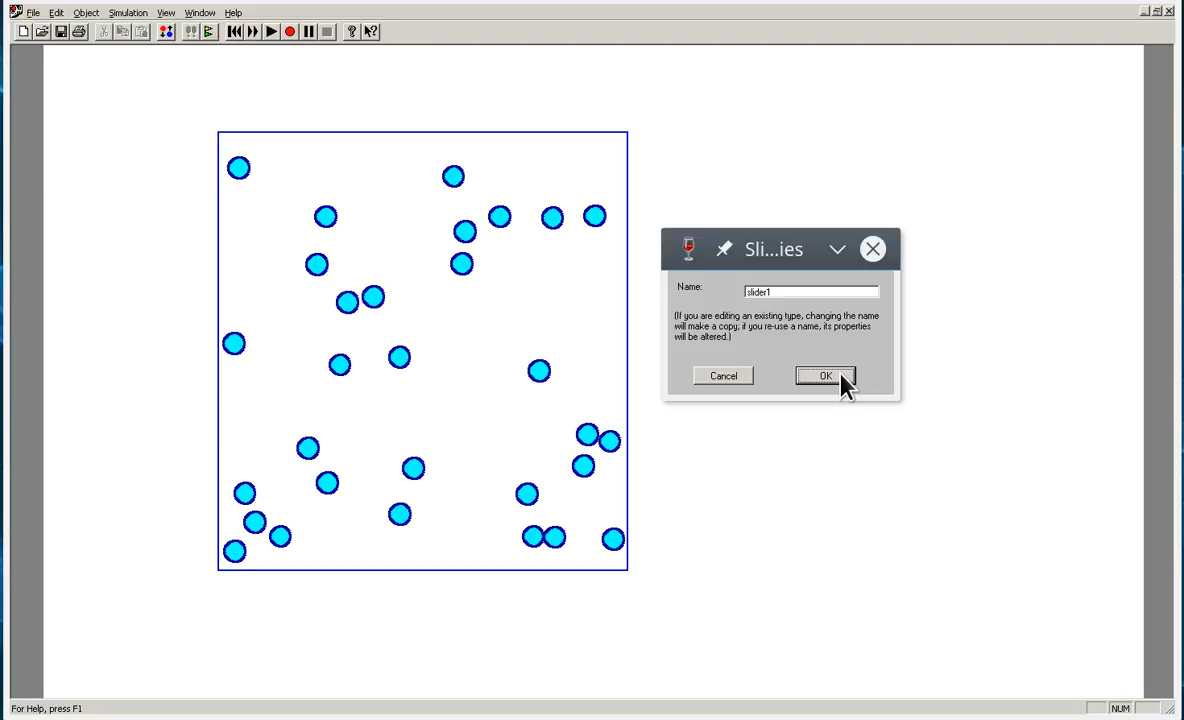 File Edit Object Simulation View Window Help
Sli...ies
Name:
slider1
(If you are editing an existing type, changing the name
will make a copy; if you re-use a name, its properties
will be altered.)
Cancel OK
For Help, press F1
NUM